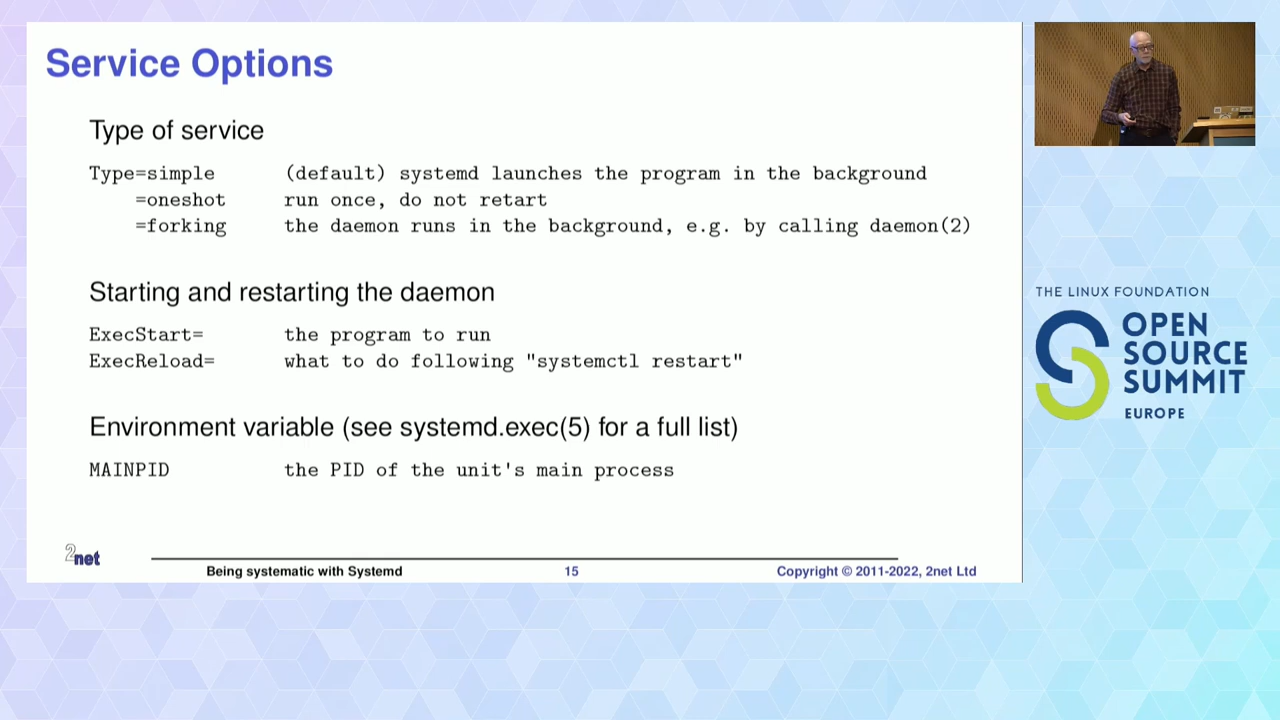 Service Options
Type of service
Type=simple (default) systemd launches the program in the background
=oneshot run once, do not retart
=forking the daemon runs in the background, e.g. by calling daemon(2)
Starting and restarting the daemon
ExecStart= the program to run
ExecReload= what to do following "systemctl restart"
Environment variable (see systemd.exec(5) for a full list)
MAINPID the PID of the unit's main process
2net
Being systematic with Systemd 15 Copyright © 2011-2022, 2net Ltd
THE LINUX FOUNDATION
OPEN
SOURCE
SUMMIT
EUROPE